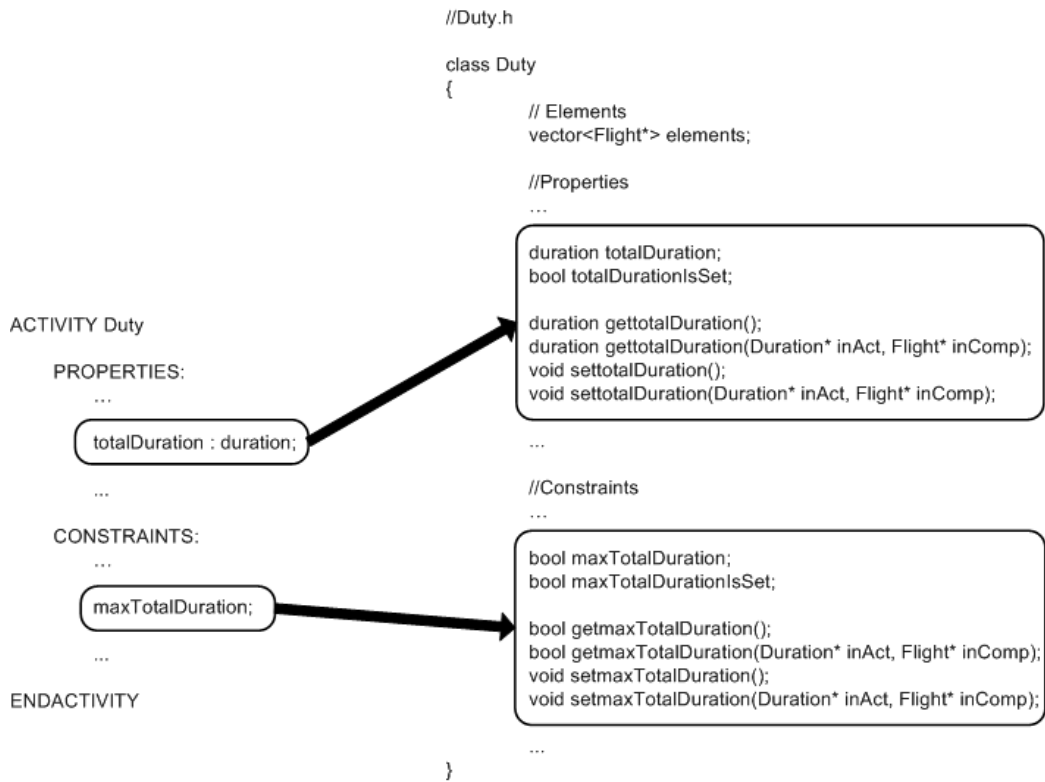 //Duty.h
class Duty
{
// Elements
vector<Flight*> elements;
//Properties
...
duration totalDuration;
bool totalDurationIsSet;
duration gettotalDuration();
duration gettotalDuration(Duration* inAct, Flight* inComp);
void settotalDuration();
void settotalDuration(Duration* inAct, Flight* inComp);
...
//Constraints
...
bool maxTotalDuration;
bool maxTotalDurationIsSet;
bool getmaxTotalDuration();
bool getmaxTotalDuration(Duration* inAct, Flight* inComp);
void setmaxTotalDuration();
void setmaxTotalDuration(Duration* inAct, Flight* inComp);
...
}
ACTIVITY Duty
PROPERTIES:
...
totalDuration : duration;
...
CONSTRAINTS:
...
maxTotalDuration;
...
ENDACTIVITY